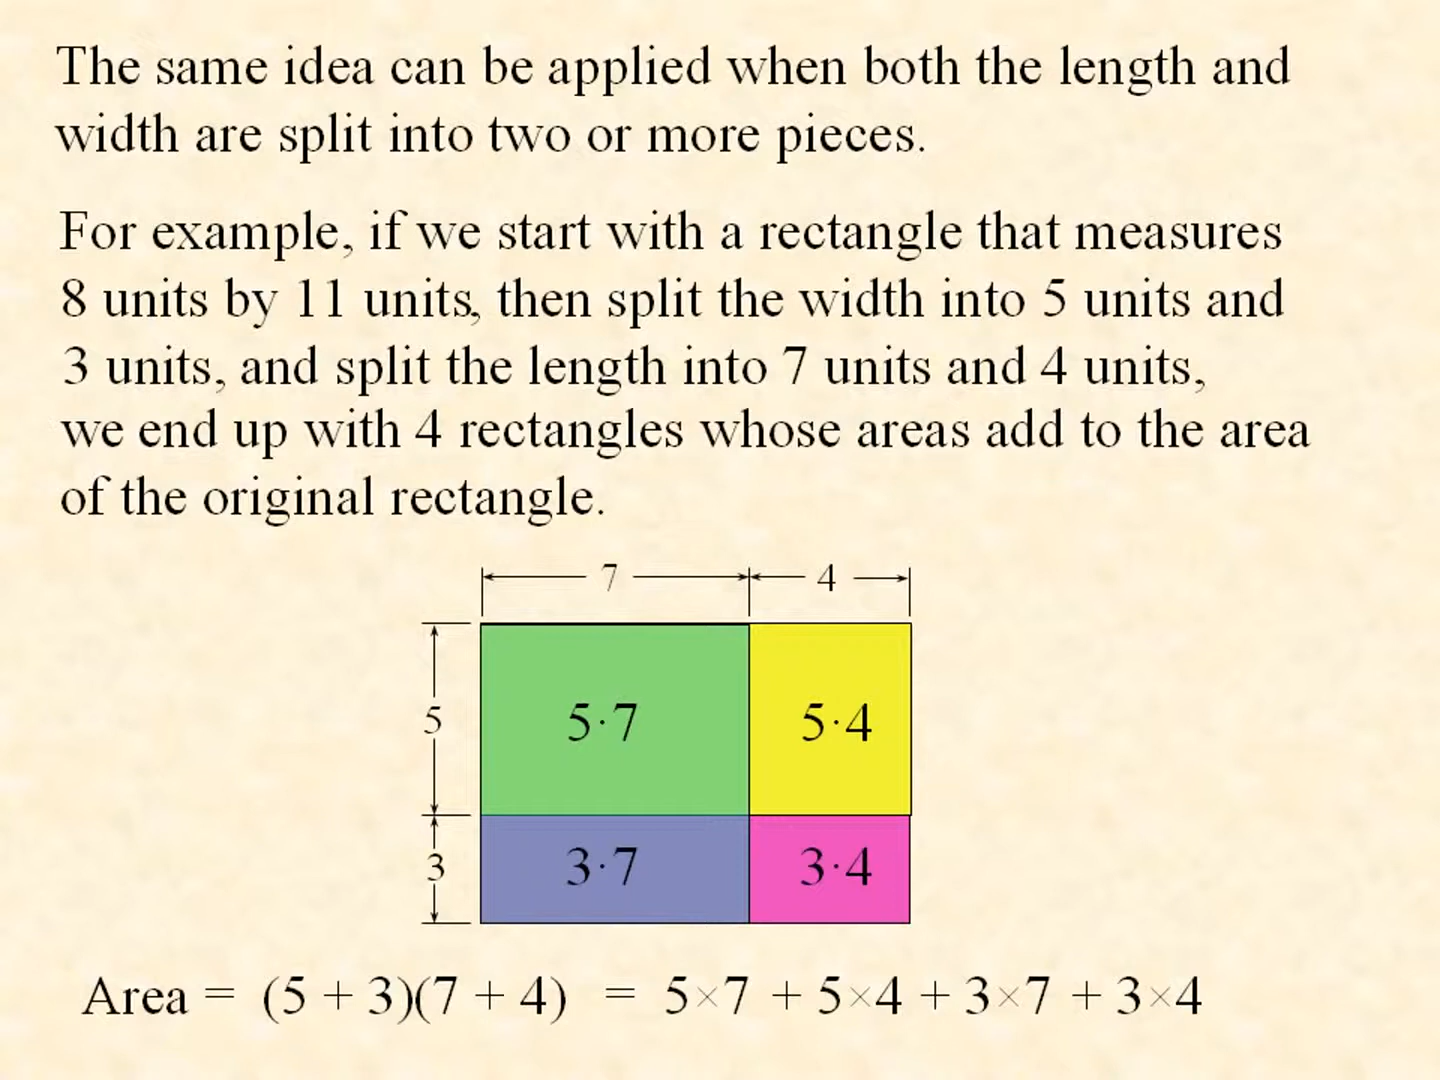 The same idea can be applied when both the length and
width are split into two or more pieces.
For example, if we start with a rectangle that measures
8 units by 11 units, then split the width into 5 units and
3 units, and split the length into 7 units and 4 units,
we end up with 4 rectangles whose areas add to the area
of the original rectangle.
7 4
5 5·7 5·4
3 3·7 3·4
Area = (5 + 3)(7 + 4) = 5×7 + 5×4 + 3×7 + 3×4